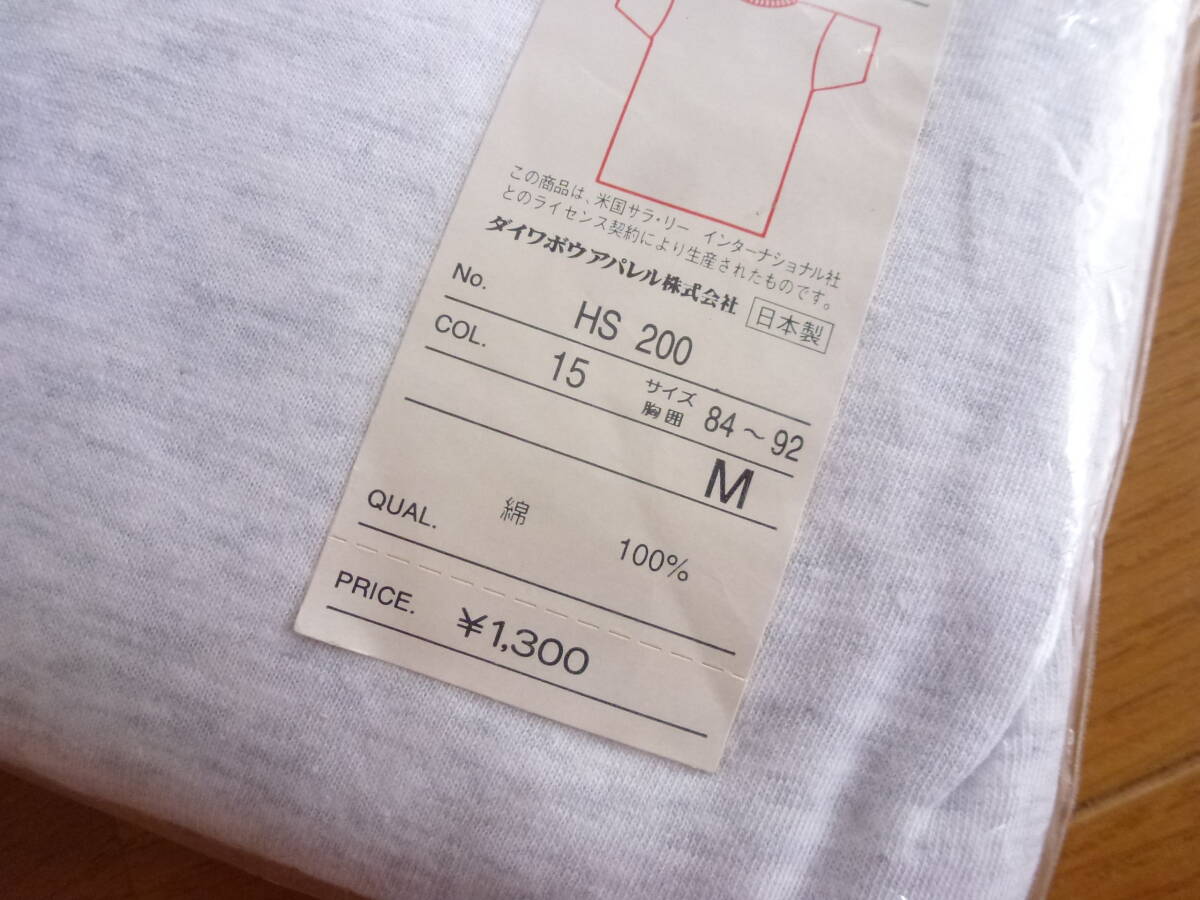 この商品は、米国サラ・リー インターナショナル社
とのライセンス契約により生産されたものです。
ダイワボウアパレル株式会社 日本製
No. HS 200
COL. 15 サイズ 胸囲 84～92
M
QUAL. 綿 100%
PRICE. ¥1,300